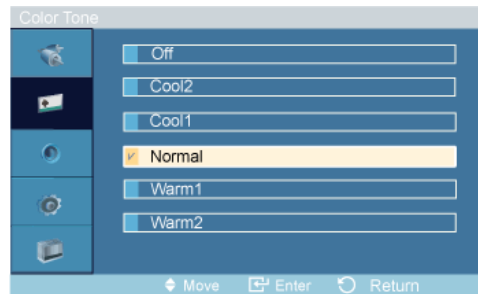 Color Tone
Off
Cool2
Cool1
Normal
Warm1
Warm2
Move Enter Return